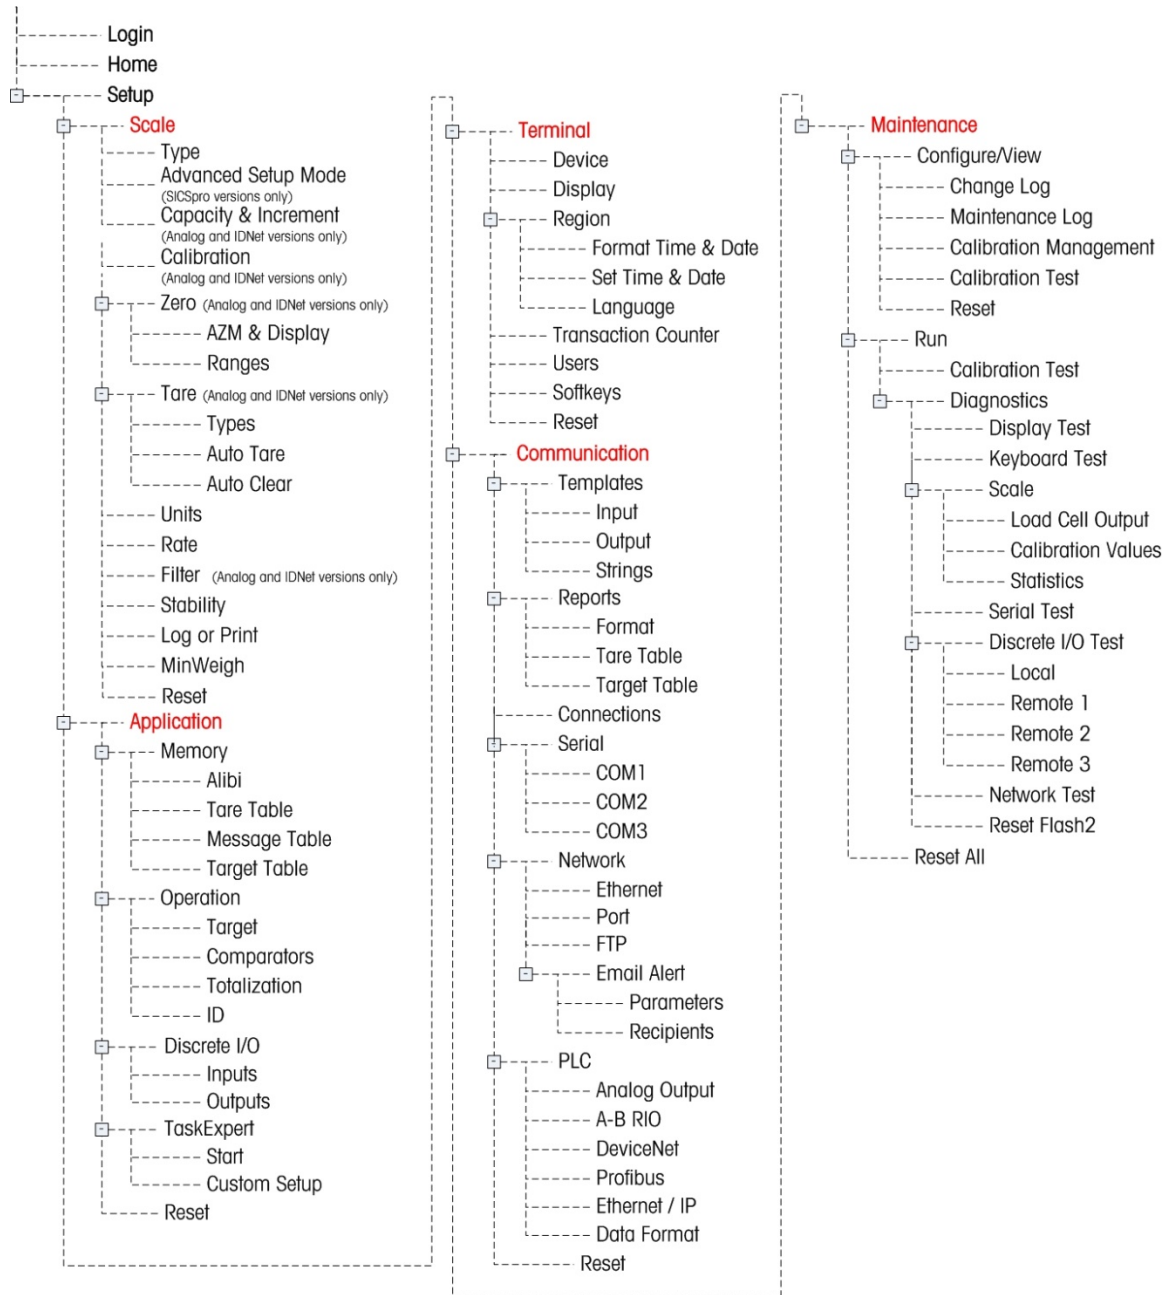 Login
Home
Setup
Scale
Type
Advanced Setup Mode
(SICSpro versions only)
Capacity & Increment
(Analog and IDNet versions only)
Calibration
(Analog and IDNet versions only)
Zero (Analog and IDNet versions only)
AZM & Display
Ranges
Tare (Analog and IDNet versions only)
Types
Auto Tare
Auto Clear
Units
Rate
Filter (Analog and IDNet versions only)
Stability
Log or Print
MinWeigh
Reset
Application
Memory
Alibi
Tare Table
Message Table
Target Table
Operation
Target
Comparators
Totalization
ID
Discrete I/O
Inputs
Outputs
TaskExpert
Start
Custom Setup
Reset
Terminal
Device
Display
Region
Format Time & Date
Set Time & Date
Language
Transaction Counter
Users
Softkeys
Reset
Communication
Templates
Input
Output
Strings
Reports
Format
Tare Table
Target Table
Connections
Serial
COM1
COM2
COM3
Network
Ethernet
Port
FTP
Email Alert
Parameters
Recipients
PLC
Analog Output
A-B RIO
DeviceNet
Profibus
Ethernet / IP
Data Format
Reset
Maintenance
Configure/View
Change Log
Maintenance Log
Calibration Management
Calibration Test
Reset
Run
Calibration Test
Diagnostics
Display Test
Keyboard Test
Scale
Load Cell Output
Calibration Values
Statistics
Serial Test
Discrete I/O Test
Local
Remote 1
Remote 2
Remote 3
Network Test
Reset Flash2
Reset All